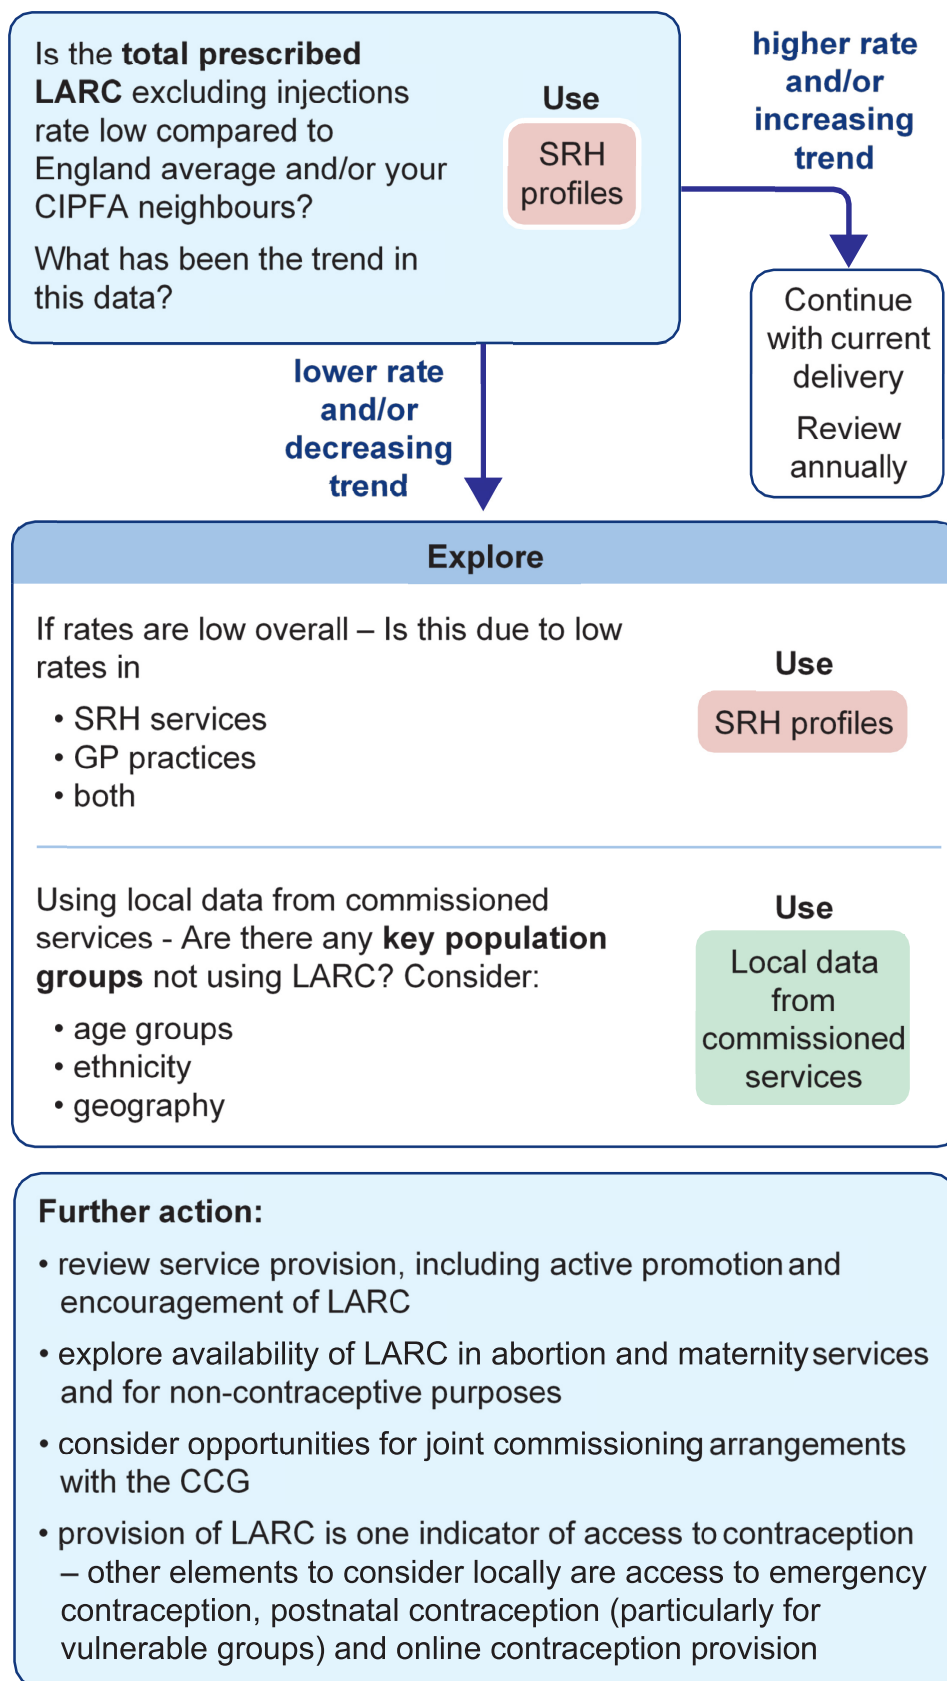 Is the total prescribed
LARC excluding injections
rate low compared to
England average and/or your
CIPFA neighbours?
What has been the trend in
this data?
Use
SRH
profiles
higher rate
and/or
increasing
trend
Continue
with current
delivery
Review
annually
lower rate
and/or
decreasing
trend
Explore
If rates are low overall – Is this due to low
rates in
• SRH services
• GP practices
• both
Use
SRH profiles
Using local data from commissioned
services - Are there any key population
groups not using LARC? Consider:
• age groups
• ethnicity
• geography
Use
Local data
from
commissioned
services
Further action:
• review service provision, including active promotion and
encouragement of LARC
• explore availability of LARC in abortion and maternity services
and for non-contraceptive purposes
• consider opportunities for joint commissioning arrangements
with the CCG
• provision of LARC is one indicator of access to contraception
– other elements to consider locally are access to emergency
contraception, postnatal contraception (particularly for
vulnerable groups) and online contraception provision